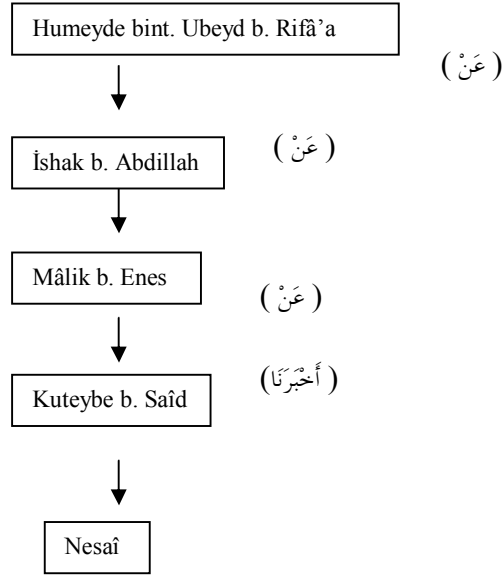 Humeyde bint. Ubeyd b. Rifâ’a
( عَنْ )
İshak b. Abdillah
( عَنْ )
Mâlik b. Enes
( عَنْ )
Kuteybe b. Saîd
( أَخْبَرَنَا)
Nesaî